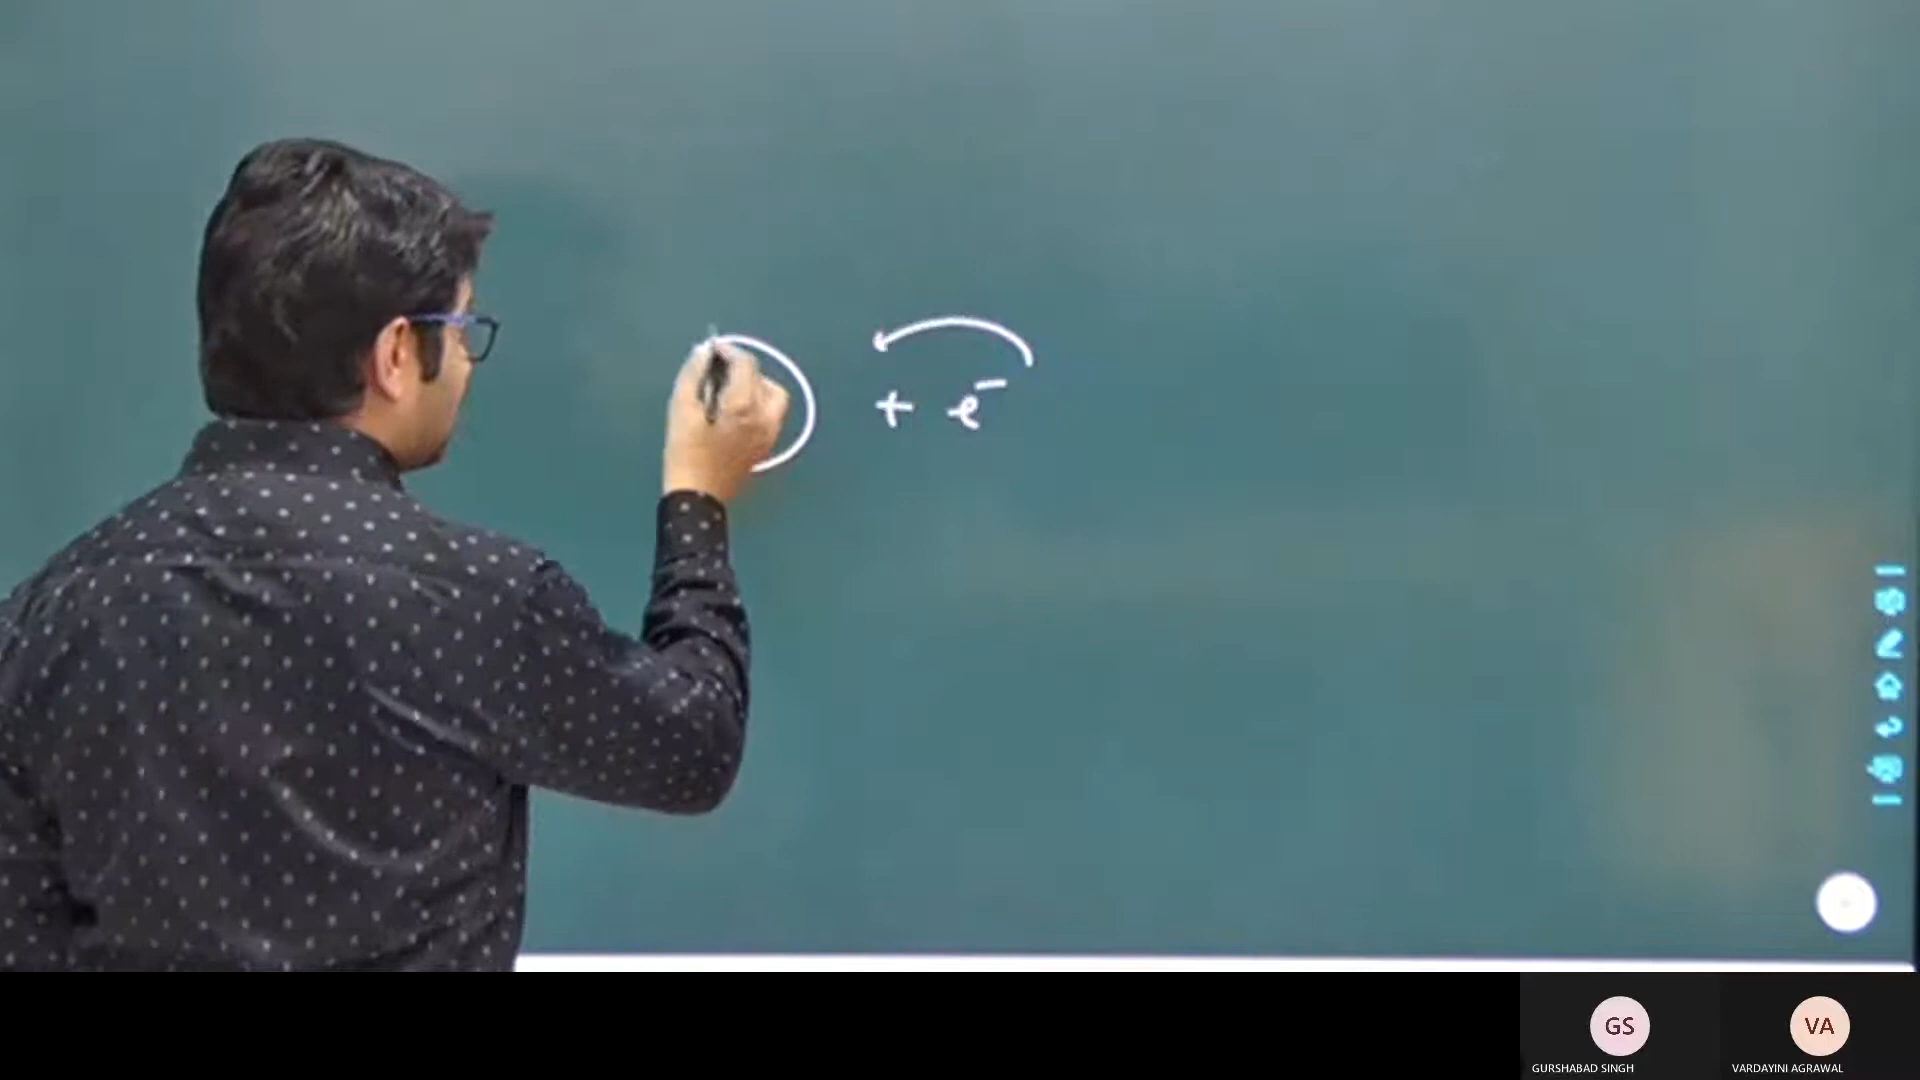 + e⁻
GS
VA
GURSHABAD SINGH
VARDAYINI AGRAWAL